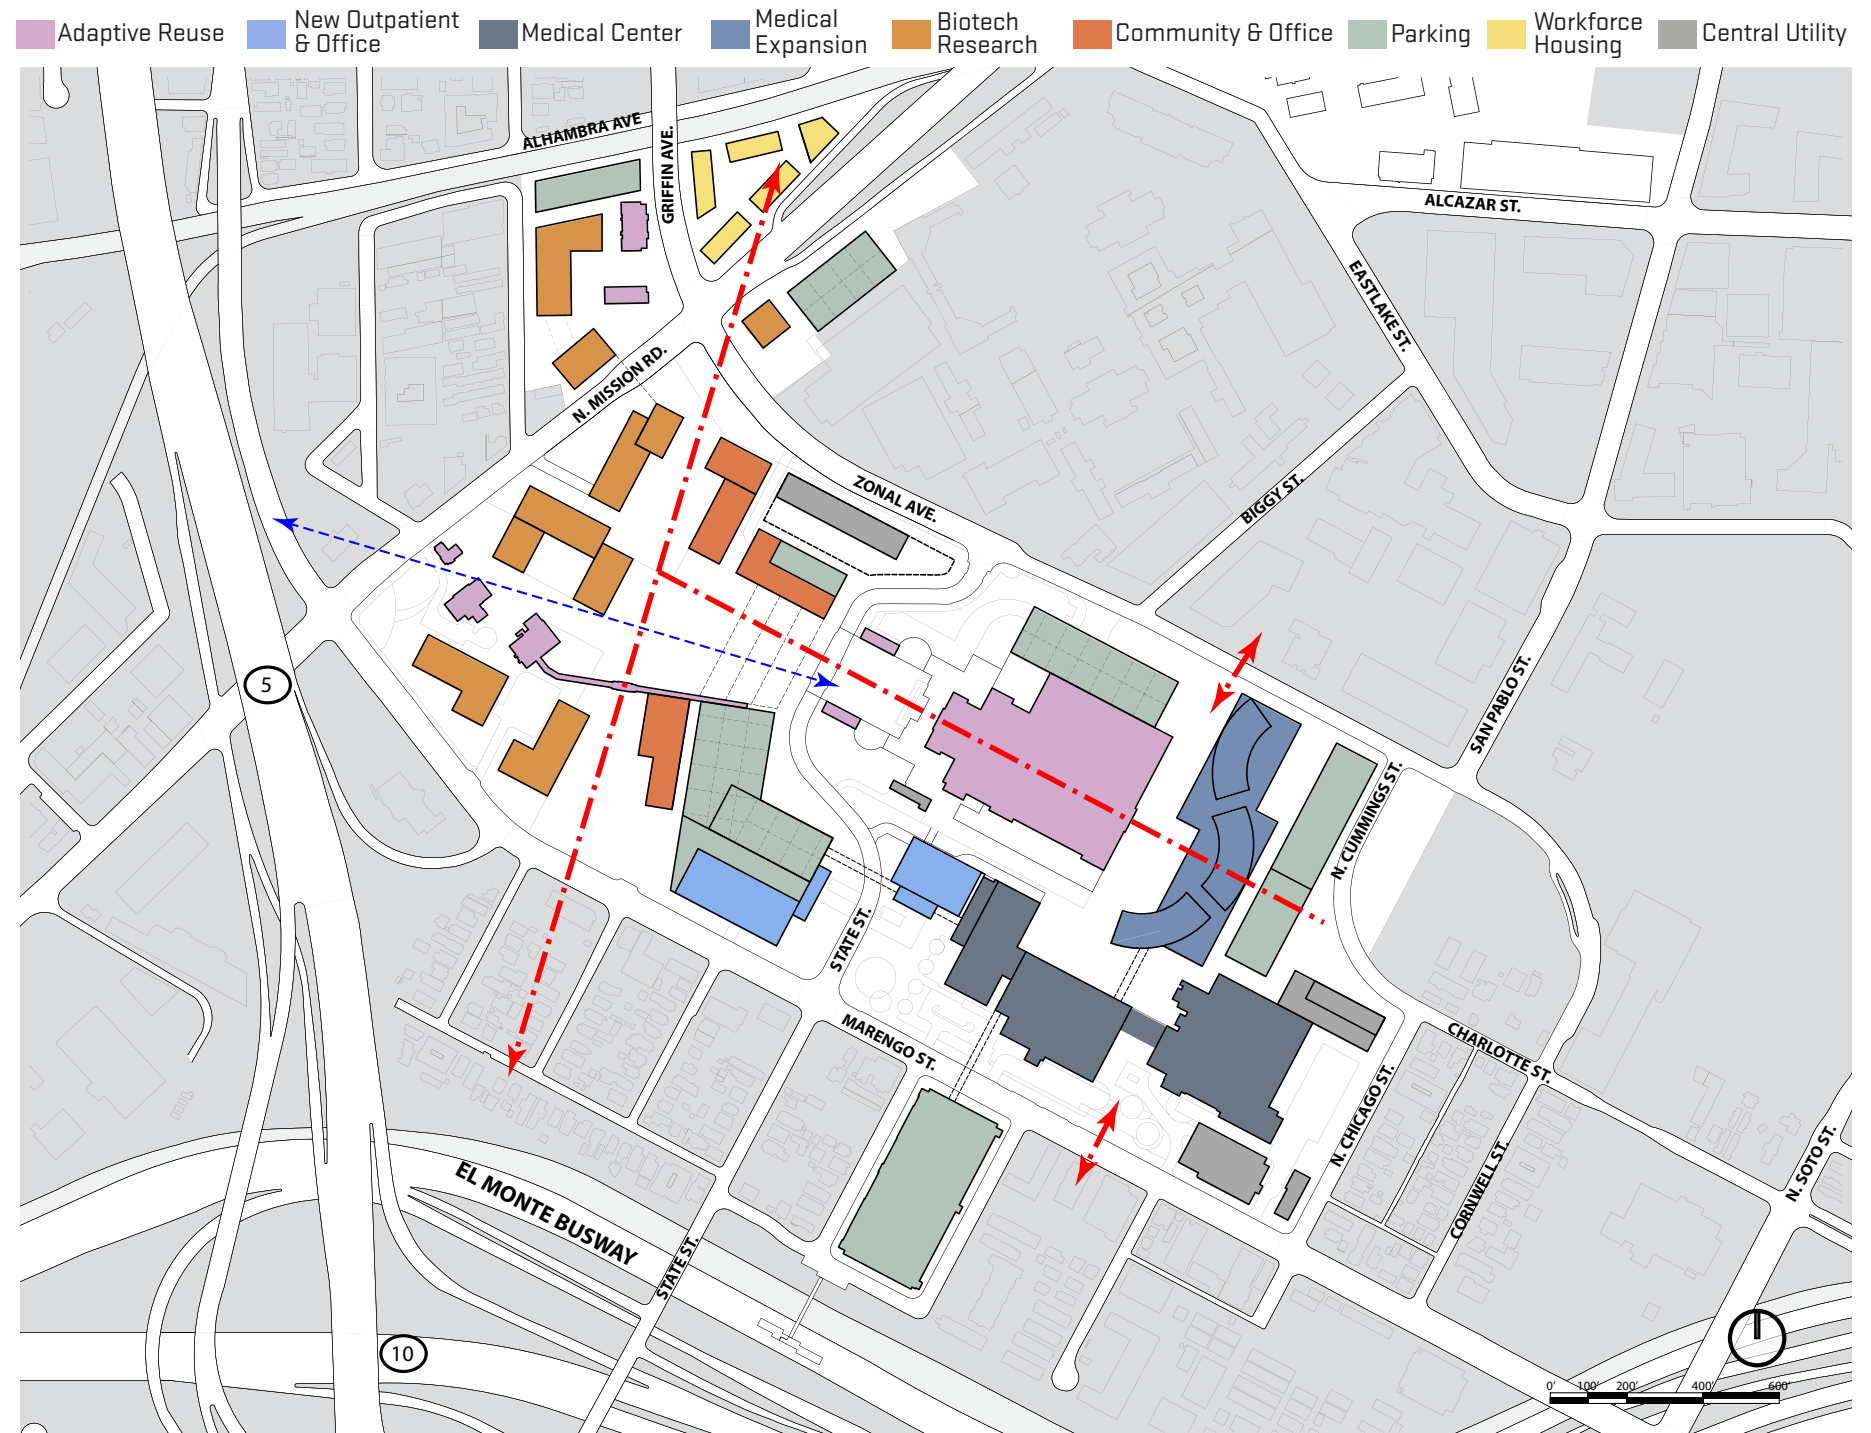 Adaptive Reuse
New Outpatient
& Office
Medical Center
Medical
Expansion
Biotech
Research
Community & Office
Parking
Workforce
Housing
Central Utility
ALHAMBRA AVE
GRIFFIN AVE.
ALCAZAR ST.
EASTLAKE ST.
N. MISSION RD.
ZONAL AVE.
BIGGY ST.
SAN PABLO ST.
5
N. CUMMINGS ST.
STATE ST.
MARENGO ST.
CHARLOTTE ST.
N. CHICAGO ST.
CORNWELL ST.
N. SOTO ST.
EL MONTE BUSWAY
STATE ST.
10
0' 100' 200' 400' 600'